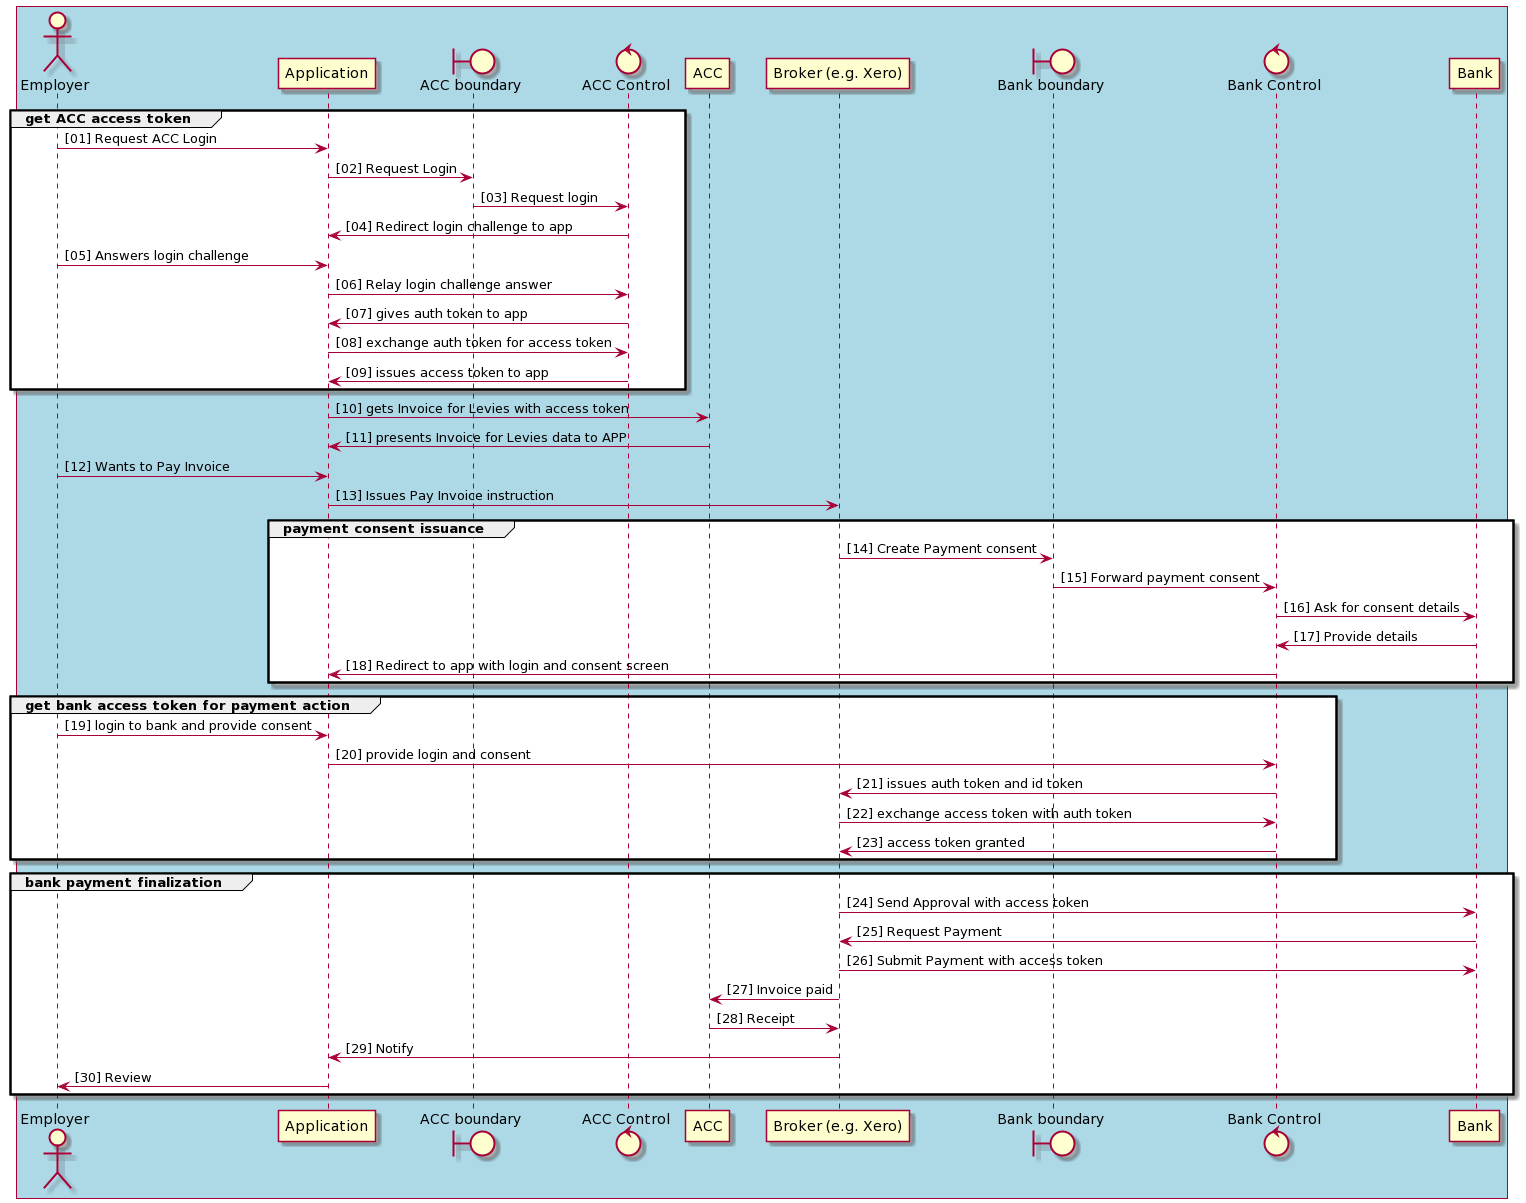 Employer
Application
ACC boundary
ACC Control
ACC
Broker (e.g. Xero)
Bank boundary
Bank Control
Bank
get ACC access token
[01] Request ACC Login
[02] Request Login
[03] Request login
[04] Redirect login challenge to app
[05] Answers login challenge
[06] Relay login challenge answer
[07] gives auth token to app
[08] exchange auth token for access token
[09] issues access token to app
[10] gets Invoice for Levies with access token
[11] presents Invoice for Levies data to APP
[12] Wants to Pay Invoice
[13] Issues Pay Invoice instruction
payment consent issuance
[14] Create Payment consent
[15] Forward payment consent
[16] Ask for consent details
[17] Provide details
[18] Redirect to app with login and consent screen
get bank access token for payment action
[19] login to bank and provide consent
[20] provide login and consent
[21] issues auth token and id token
[22] exchange access token with auth token
[23] access token granted
bank payment finalization
[24] Send Approval with access token
[25] Request Payment
[26] Submit Payment with access token
[27] Invoice paid
[28] Receipt
[29] Notify
[30] Review
Employer
Application
ACC boundary
ACC Control
ACC
Broker (e.g. Xero)
Bank boundary
Bank Control
Bank